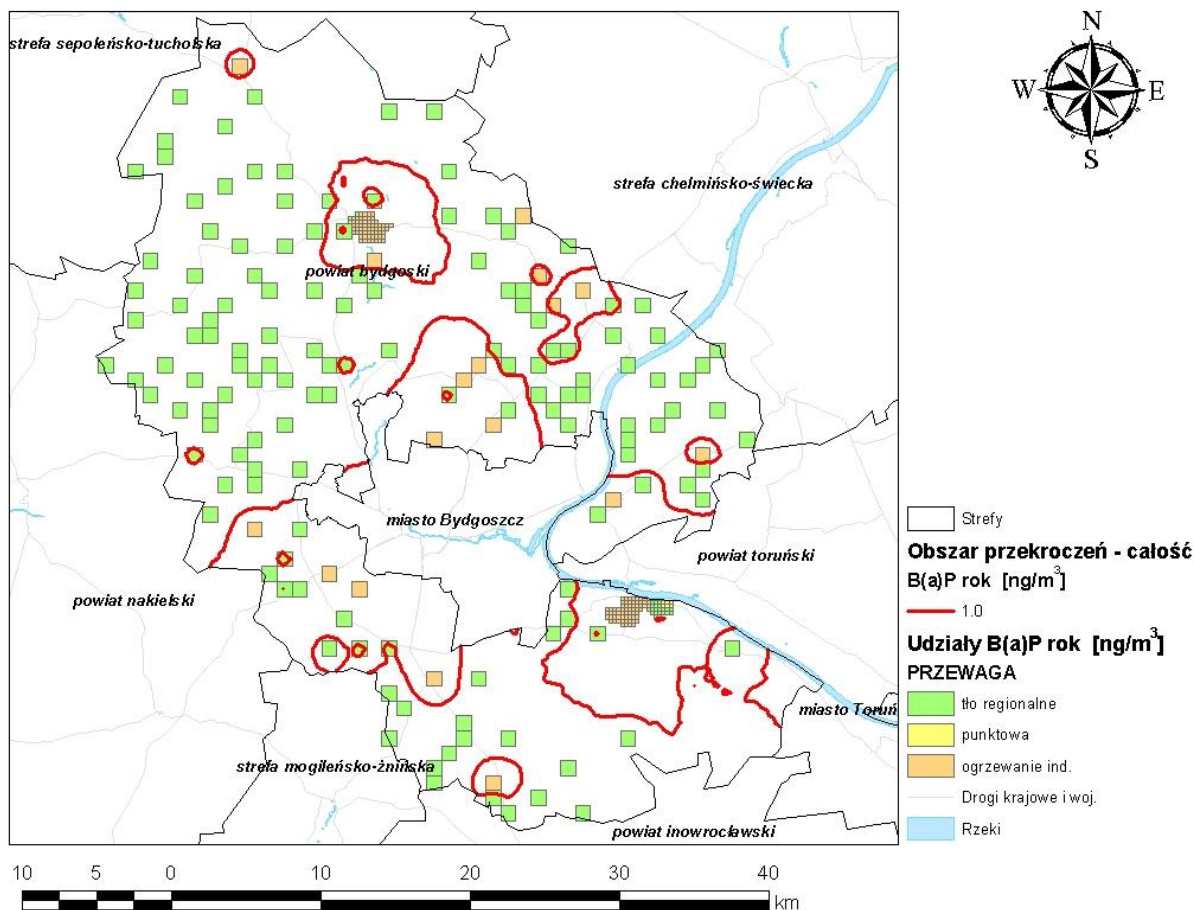 strefa sepoleńsko-tucholska
N
W
E
S
strefa chelmińsko-świecka
powiat bydgoski
miasto Bydgoszcz
powiat toruński
powiat nakielski
miasto Toruń
strefa mogileńsko-żnińska
powiat inowrocławski
Strefy
Obszar przekroczeń - całość
B(a)P rok [ng/m³]
1.0
Udziały B(a)P rok [ng/m³]
PRZEWAGA
tło regionalne
punktowa
ogrzewanie ind.
Drogi krajowe i woj.
Rzeki
10 5 0 10 20 30 40
km